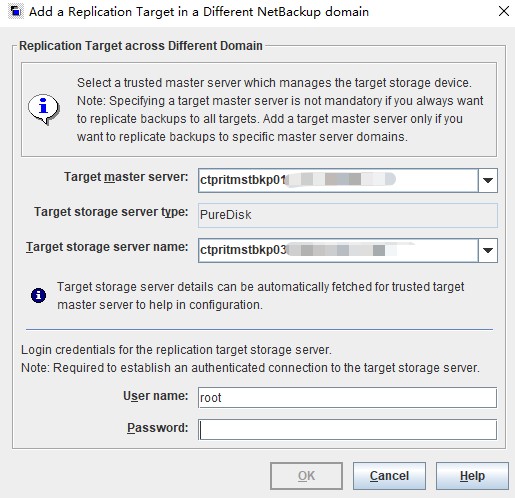 Add a Replication Target in a Different NetBackup domain
Replication Target across Different Domain
Select a trusted master server which manages the target storage device.
Note: Specifying a target master server is not mandatory if you always want
to replicate backups to all targets. Add a target master server only if you
want to replicate backups to specific master server domains.
Target master server: ctpritmstbkp01
Target storage server type: PureDisk
Target storage server name: ctpritmstbkp03
Target storage server details can be automatically fetched for trusted target
master server to help in configuration.
Login credentials for the replication target storage server.
Note: Required to establish an authenticated connection to the target storage server.
User name: root
Password:
OK Cancel Help